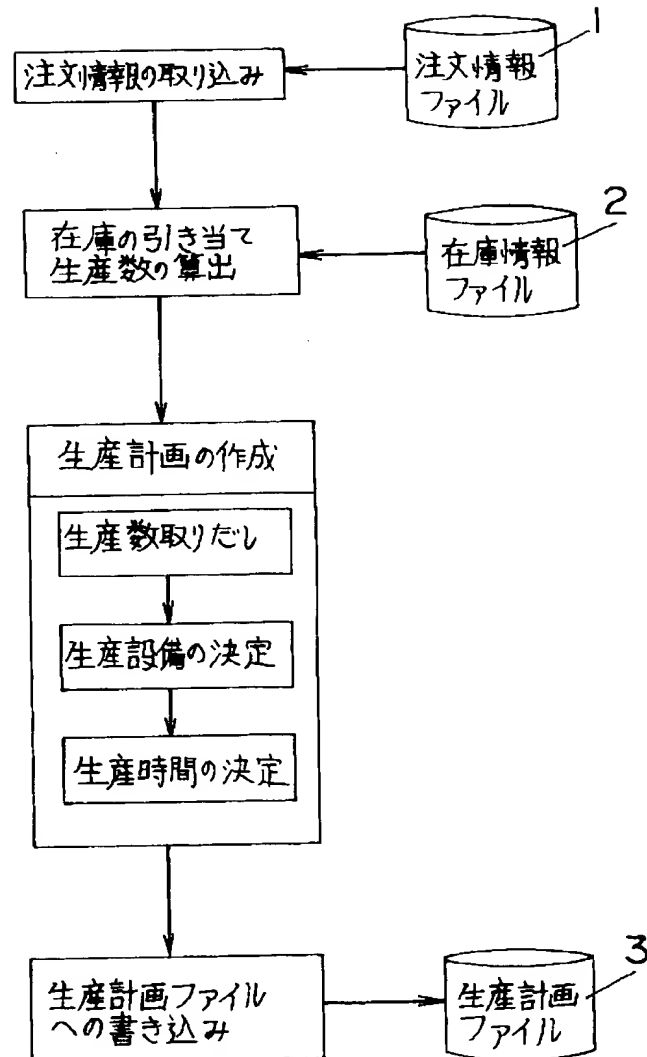 1
注文情報の取り込み
注文情報
ファイル
2
在庫の引き当て
生産数の算出
在庫情報
ファイル
生産計画の作成
生産数取りだし
生産設備の決定
生産時間の決定
3
生産計画ファイル
への書き込み
生産計画
ファイル